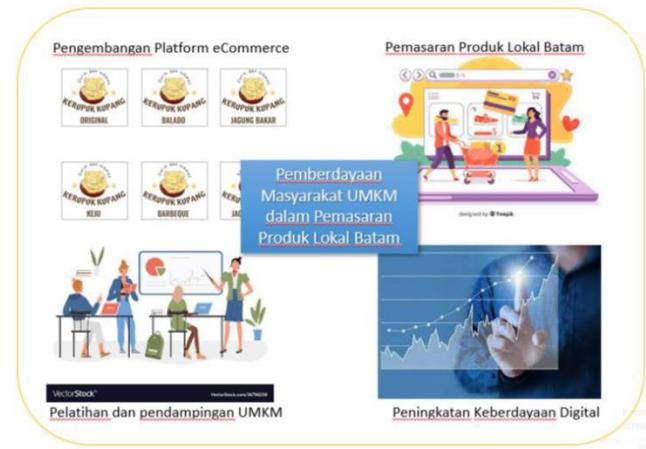 Pengembangan Platform eCommerce
KERUPUK KUPANG
ORIGINAL
KERUPUK KUPANG
BALADO
KERUPUK KUPANG
JAGUNG BAKAR
KERUPUK KUPANG
KEJU
KERUPUK KUPANG
BARBEQUE
Pemasaran Produk Lokal Batam
designed by freepik
Pemberdayaan
Masyarakat UMKM
dalam Pemasaran
Produk Lokal Batam
VectorStock®
Pelatihan dan pendampingan UMKM
Peningkatan Keberdayaan Digital